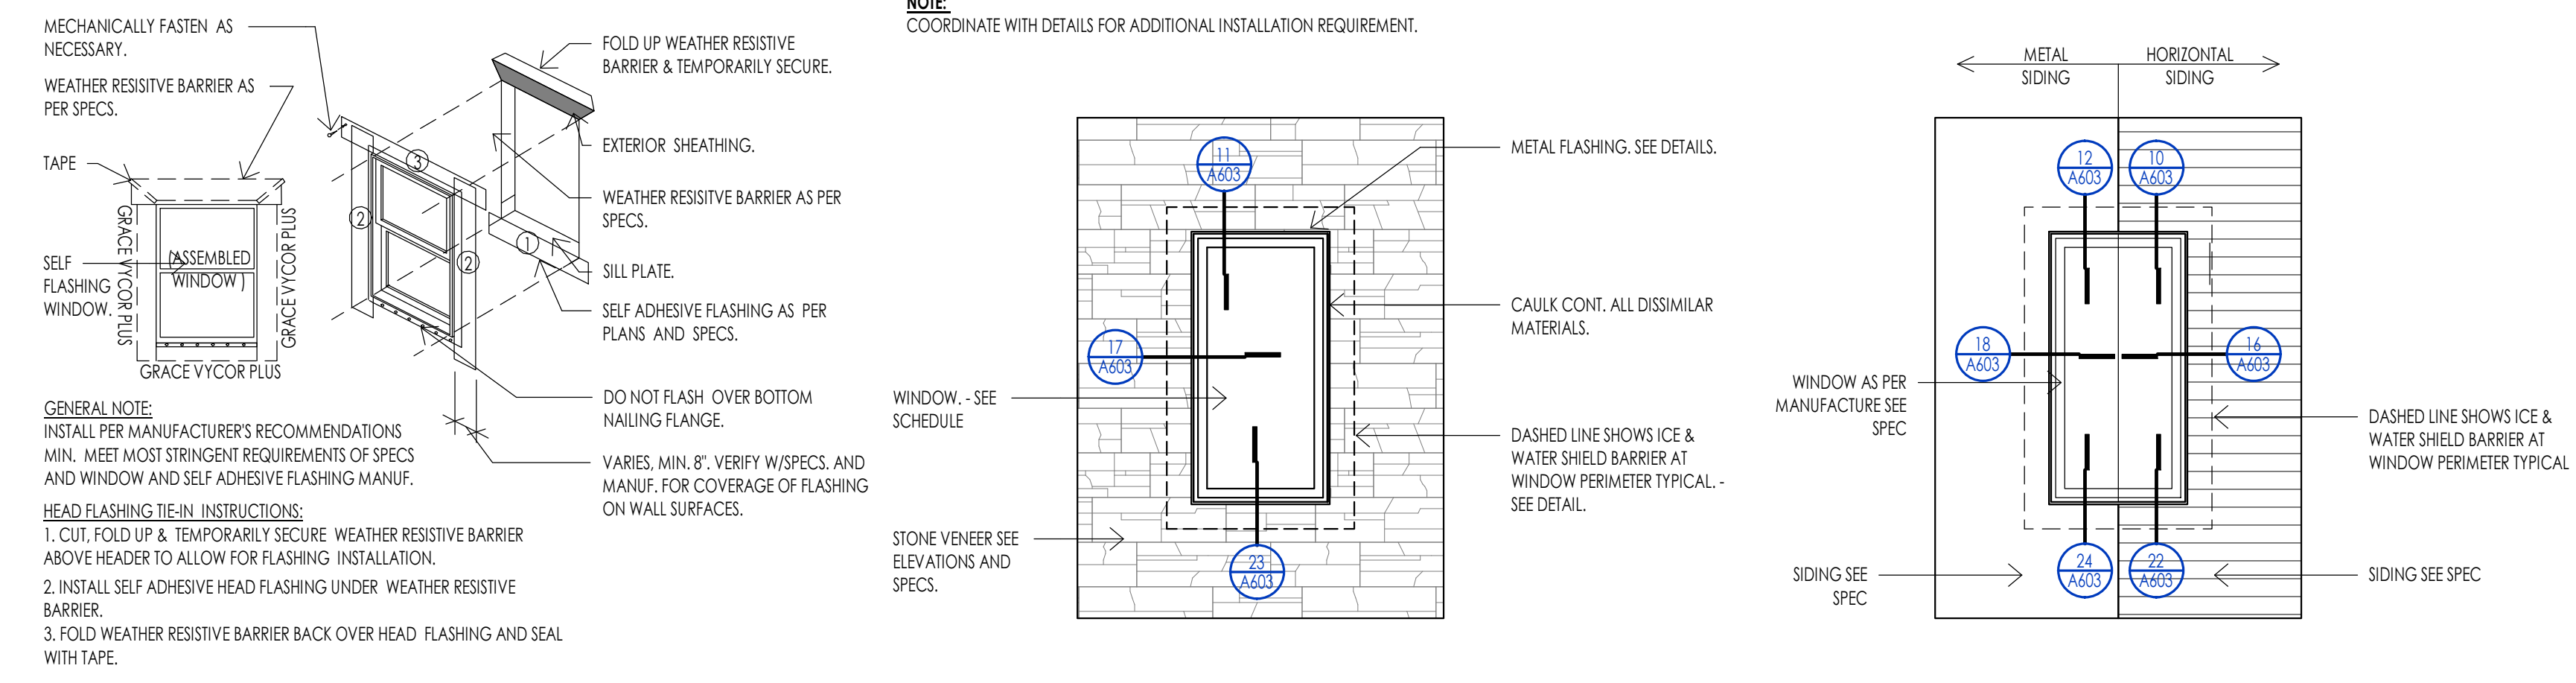 MECHANICALLY FASTEN AS
NECESSARY.
WEATHER RESISITVE BARRIER AS
PER SPECS.
TAPE
SELF
FLASHING
WINDOW.
GRACE VYCOR PLUS
(ASSEMBLED
WINDOW )
GRACE VYCOR PLUS
GRACE VYCOR PLUS
3
2
2
1
FOLD UP WEATHER RESISTIVE
BARRIER & TEMPORARILY SECURE.
EXTERIOR SHEATHING.
WEATHER RESISITVE BARRIER AS PER
SPECS.
SILL PLATE.
SELF ADHESIVE FLASHING AS PER
PLANS AND SPECS.
DO NOT FLASH OVER BOTTOM
NAILING FLANGE.
VARIES, MIN. 8". VERIFY W/SPECS. AND
MANUF. FOR COVERAGE OF FLASHING
ON WALL SURFACES.
GENERAL NOTE:
INSTALL PER MANUFACTURER'S RECOMMENDATIONS
MIN. MEET MOST STRINGENT REQUIREMENTS OF SPECS
AND WINDOW AND SELF ADHESIVE FLASHING MANUF.
HEAD FLASHING TIE-IN INSTRUCTIONS:
1. CUT, FOLD UP & TEMPORARILY SECURE WEATHER RESISTIVE BARRIER
ABOVE HEADER TO ALLOW FOR FLASHING INSTALLATION.
2. INSTALL SELF ADHESIVE HEAD FLASHING UNDER WEATHER RESISTIVE
BARRIER.
3. FOLD WEATHER RESISTIVE BARRIER BACK OVER HEAD FLASHING AND SEAL
WITH TAPE.
NOTE:
COORDINATE WITH DETAILS FOR ADDITIONAL INSTALLATION REQUIREMENT.
11
A603
17
A603
23
A603
METAL FLASHING. SEE DETAILS.
CAULK CONT. ALL DISSIMILAR
MATERIALS.
WINDOW. - SEE
SCHEDULE
DASHED LINE SHOWS ICE &
WATER SHIELD BARRIER AT
WINDOW PERIMETER TYPICAL. -
SEE DETAIL.
STONE VENEER SEE
ELEVATIONS AND
SPECS.
METAL
SIDING
HORIZONTAL
SIDING
12
A603
10
A603
18
A603
16
A603
24
A603
22
A603
WINDOW AS PER
MANUFACTURE SEE
SPEC
DASHED LINE SHOWS ICE &
WATER SHIELD BARRIER AT
WINDOW PERIMETER TYPICAL
SIDING SEE
SPEC
SIDING SEE SPEC